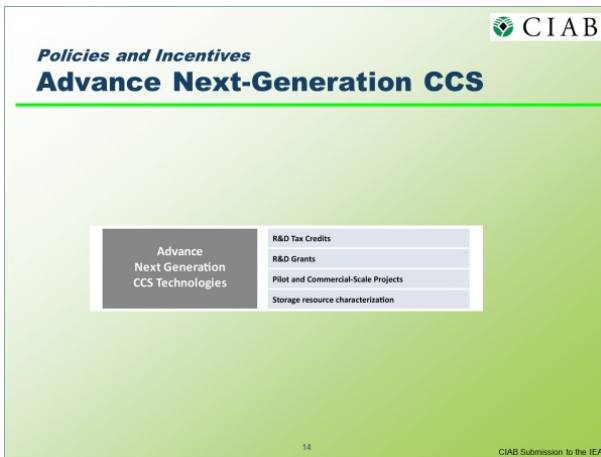 CIAB
Policies and Incentives
Advance Next-Generation CCS
Advance
Next Generation
CCS Technologies
R&D Tax Credits
R&D Grants
Pilot and Commercial-Scale Projects
Storage resource characterization
14
CIAB Submission to the IEA